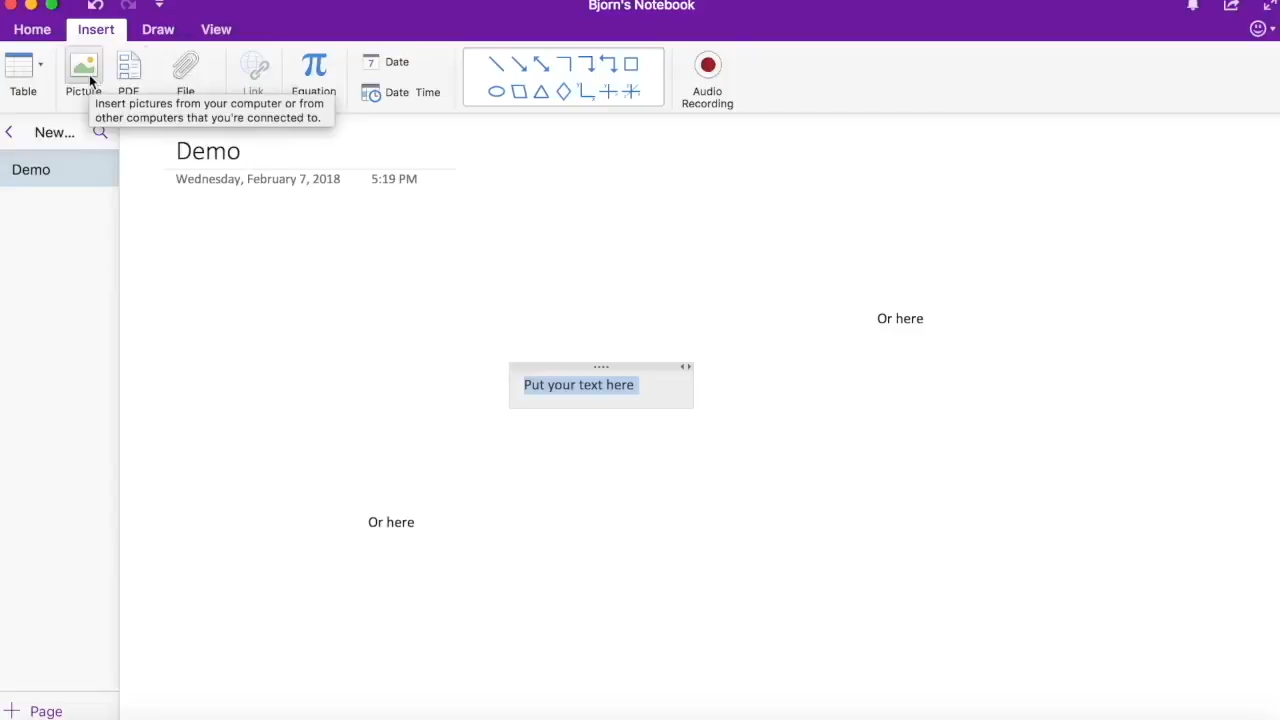 Bjorn's Notebook
Home Insert Draw View
Table Picture PDF File Link Equation
7 Date
Date Time
Audio
Recording
Insert pictures from your computer or from
other computers that you're connected to.
New...
Demo
Demo
Wednesday, February 7, 2018 5:19 PM
Or here
Put your text here
Or here
Page